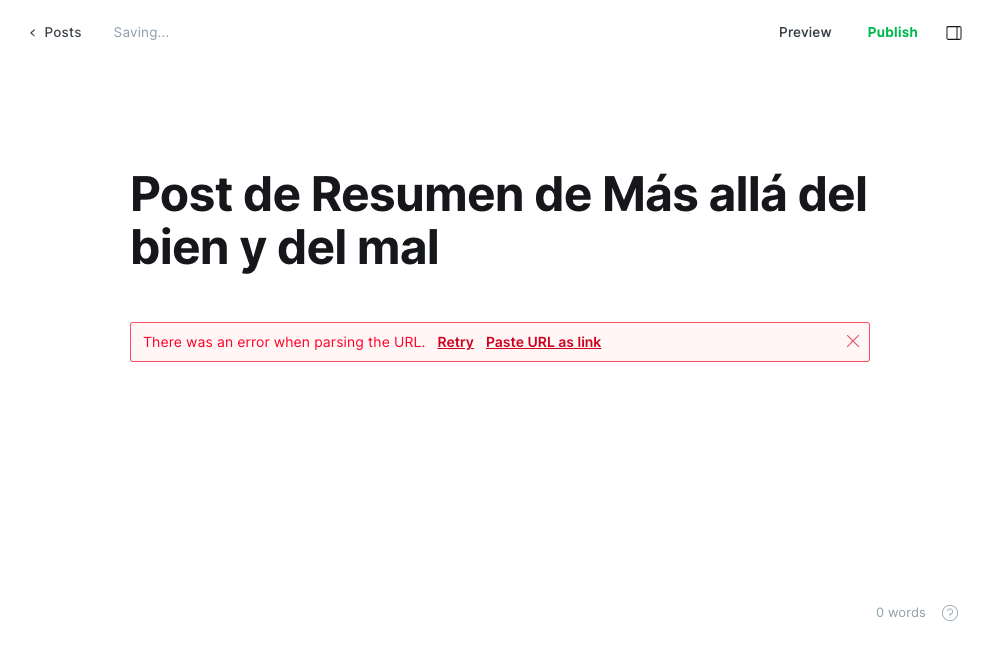 Posts Saving... Preview Publish
Post de Resumen de Más allá del
bien y del mal
There was an error when parsing the URL. Retry Paste URL as link
0 words ?